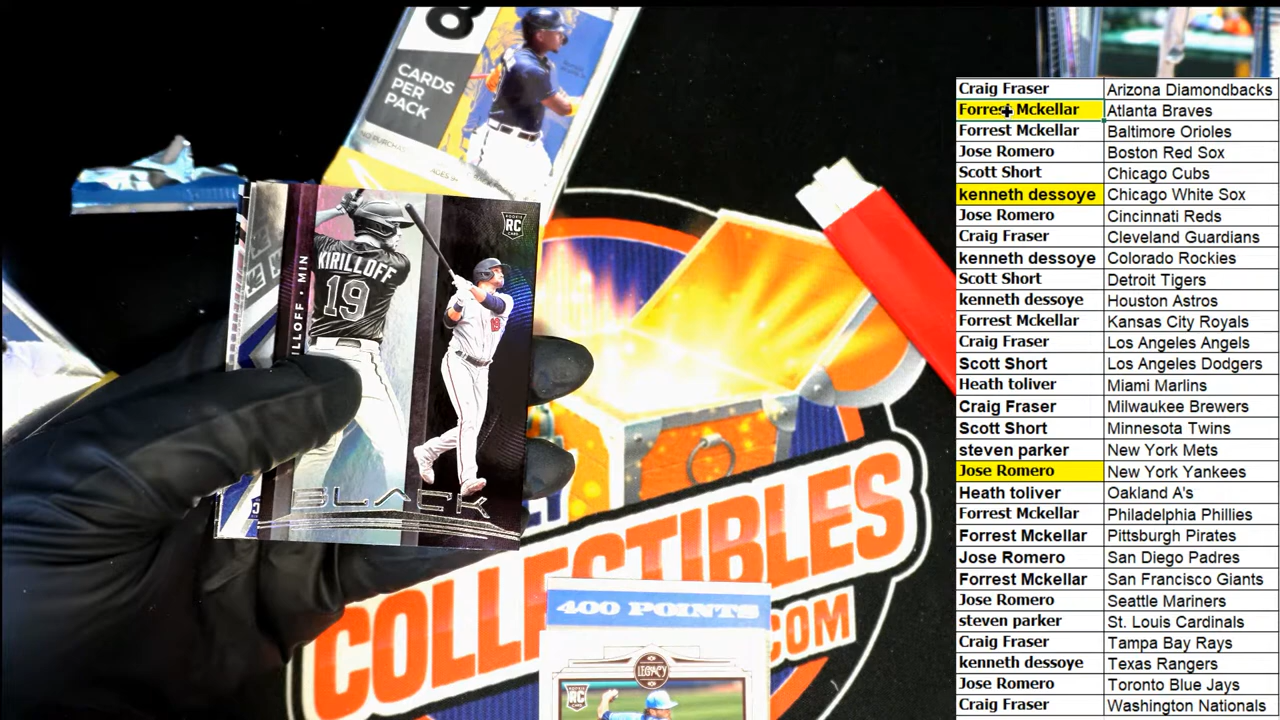 8
CARDS
PER
PACK
KIRILLOFF
19
ILLOFF • MIN
ROOKIE
RC
CARD
BLACK
COLLECTIBLES
.COM
400 POINTS
LEGACY
RC
Craig Fraser Arizona Diamondbacks
Forrest Mckellar Atlanta Braves
Forrest Mckellar Baltimore Orioles
Jose Romero Boston Red Sox
Scott Short Chicago Cubs
kenneth dessoye Chicago White Sox
Jose Romero Cincinnati Reds
Craig Fraser Cleveland Guardians
kenneth dessoye Colorado Rockies
Scott Short Detroit Tigers
kenneth dessoye Houston Astros
Forrest Mckellar Kansas City Royals
Craig Fraser Los Angeles Angels
Scott Short Los Angeles Dodgers
Heath toliver Miami Marlins
Craig Fraser Milwaukee Brewers
Scott Short Minnesota Twins
steven parker New York Mets
Jose Romero New York Yankees
Heath toliver Oakland A's
Forrest Mckellar Philadelphia Phillies
Forrest Mckellar Pittsburgh Pirates
Jose Romero San Diego Padres
Forrest Mckellar San Francisco Giants
Jose Romero Seattle Mariners
steven parker St. Louis Cardinals
Craig Fraser Tampa Bay Rays
kenneth dessoye Texas Rangers
Jose Romero Toronto Blue Jays
Craig Fraser Washington Nationals